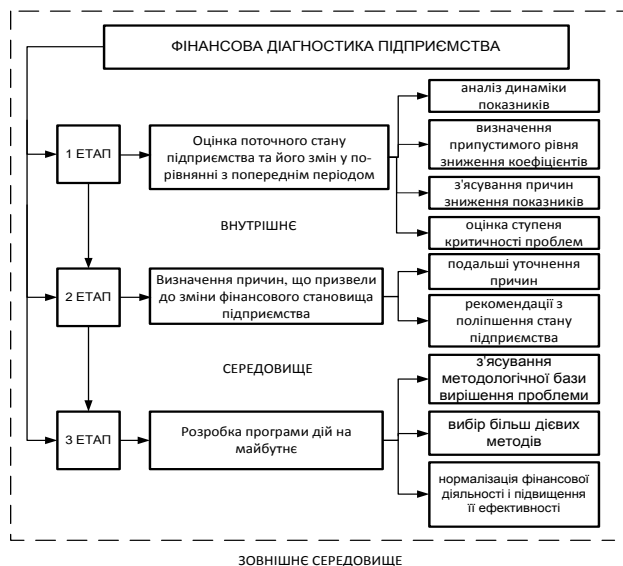 ФІНАНСОВА ДІАГНОСТИКА ПІДПРИЄМСТВА
1 ЕТАП
Оцінка поточного стану
підприємства та його змін у по-
рівнянні з попереднім періодом
аналіз динаміки
показників
визначення
припустимого рівня
зниження коефіцієнтів
з'ясування причин
зниження показників
оцінка ступеня
критичності проблем
ВНУТРІШНЄ
2 ЕТАП
Визначення причин, що призвели
до зміни фінансового становища
підприємства
подальші уточнення
причин
рекомендації з
поліпшення стану
підприємства
СЕРЕДОВИЩЕ
3 ЕТАП
Розробка програми дій на
майбутнє
з'ясування
методологічної бази
вирішення проблеми
вибір більш дієвих
методів
нормалізація фінансової
діяльності і підвищення
її ефективності
ЗОВНІШНЄ СЕРЕДОВИЩЕ